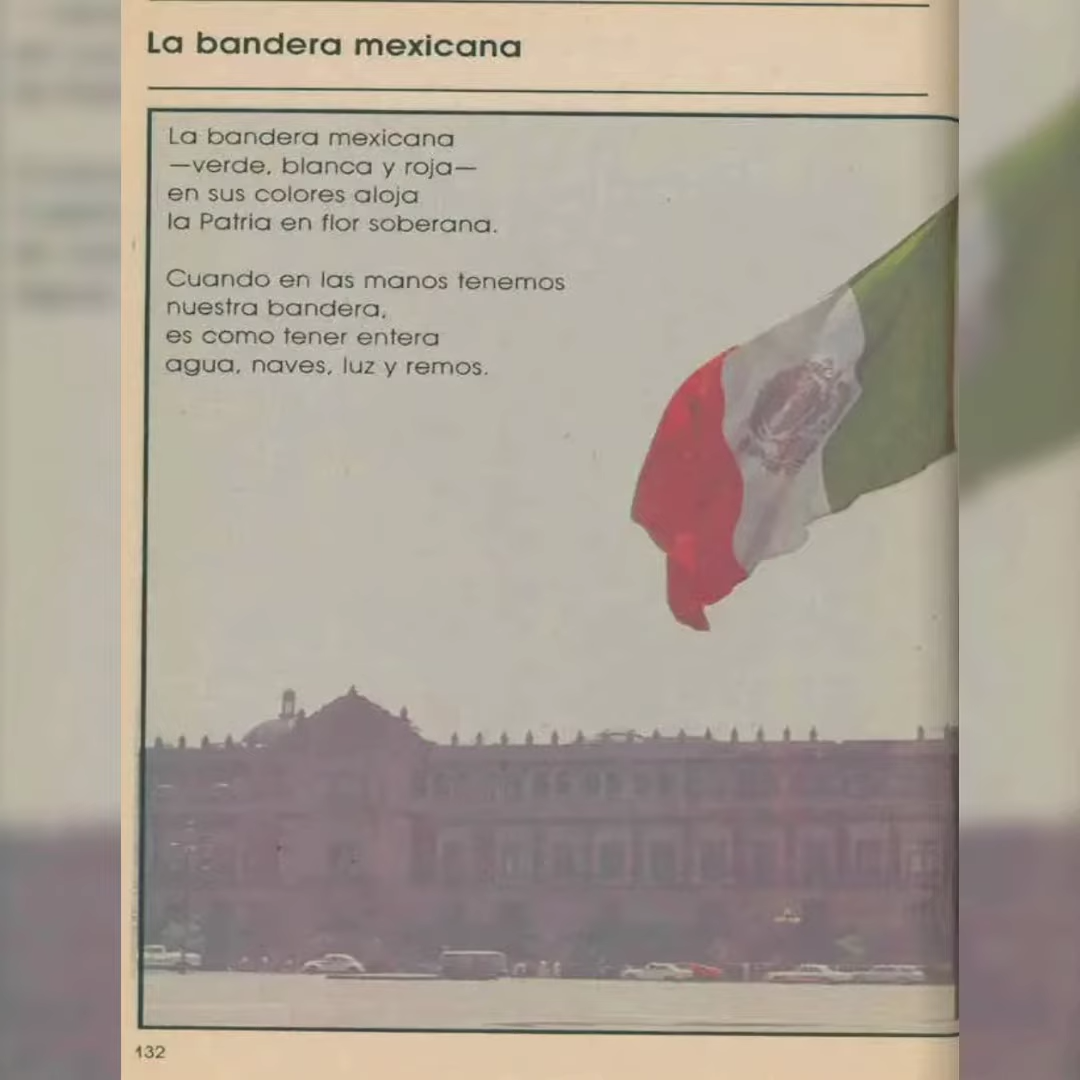 La bandera mexicana
La bandera mexicana
—verde, blanca y roja—
en sus colores aloja
la Patria en flor soberana.
Cuando en las manos tenemos
nuestra bandera,
es como tener entera
agua, naves, luz y remos.
132